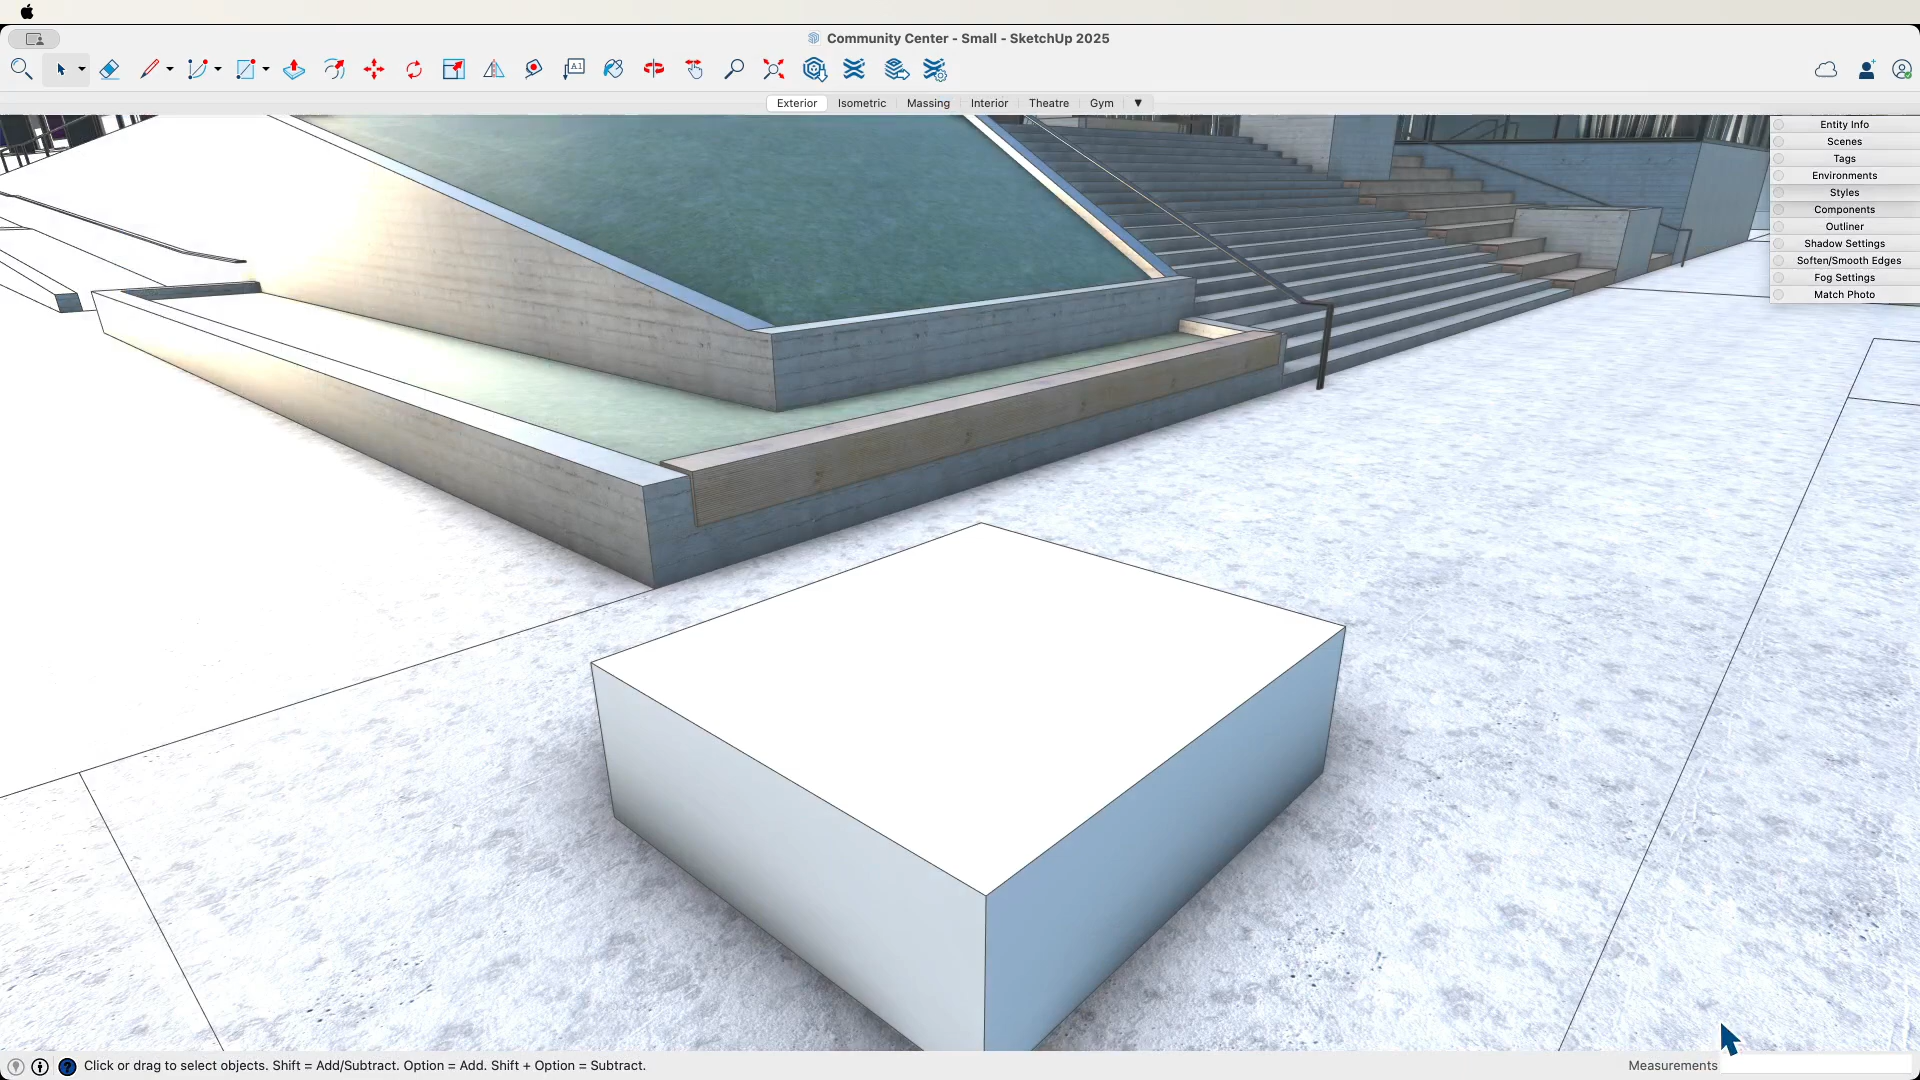 Community Center - Small - SketchUp 2025
A1
Exterior Isometric Massing Interior Theatre Gym ▼
Entity Info
Scenes
Tags
Environments
Styles
Components
Outliner
Shadow Settings
Soften/Smooth Edges
Fog Settings
Match Photo
Click or drag to select objects. Shift = Add/Subtract. Option = Add. Shift + Option = Subtract.
Measurements